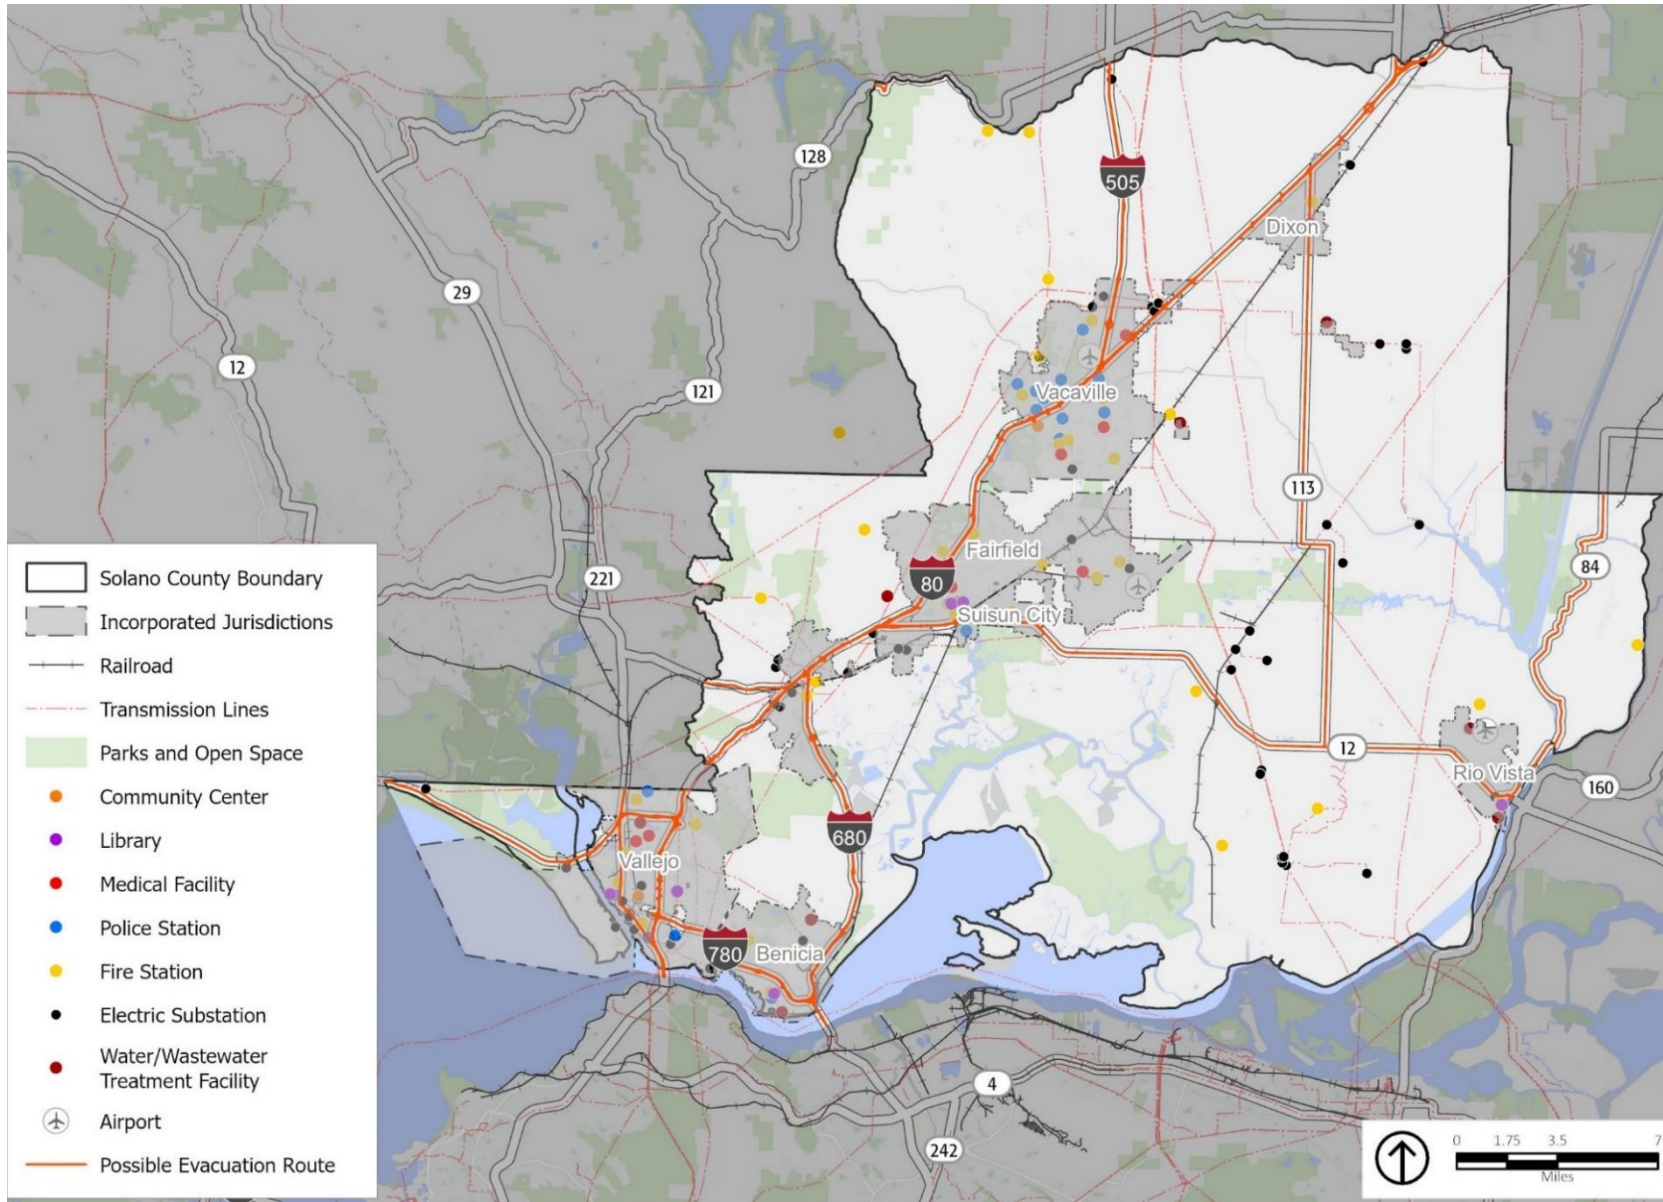 128
505
Dixon
29
12
121
Vacaville
113
Fairfield
80
221
84
Suisun City
12
Rio Vista
160
680
Vallejo
780
Benicia
4
242
Solano County Boundary
Incorporated Jurisdictions
Railroad
Transmission Lines
Parks and Open Space
Community Center
Library
Medical Facility
Police Station
Fire Station
Electric Substation
Water/Wastewater
Treatment Facility
Airport
Possible Evacuation Route
0 1.75 3.5 7
Miles